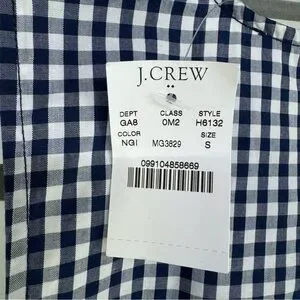 J.CREW
DEPT CLASS STYLE
GA8 0M2 H6132
COLOR SIZE
NGI MG3829 S
099104858669